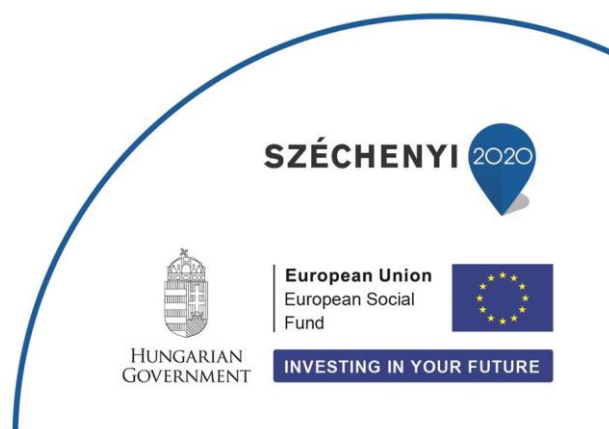 SZÉCHENYI 2020
European Union
European Social
Fund
HUNGARIAN
GOVERNMENT
INVESTING IN YOUR FUTURE